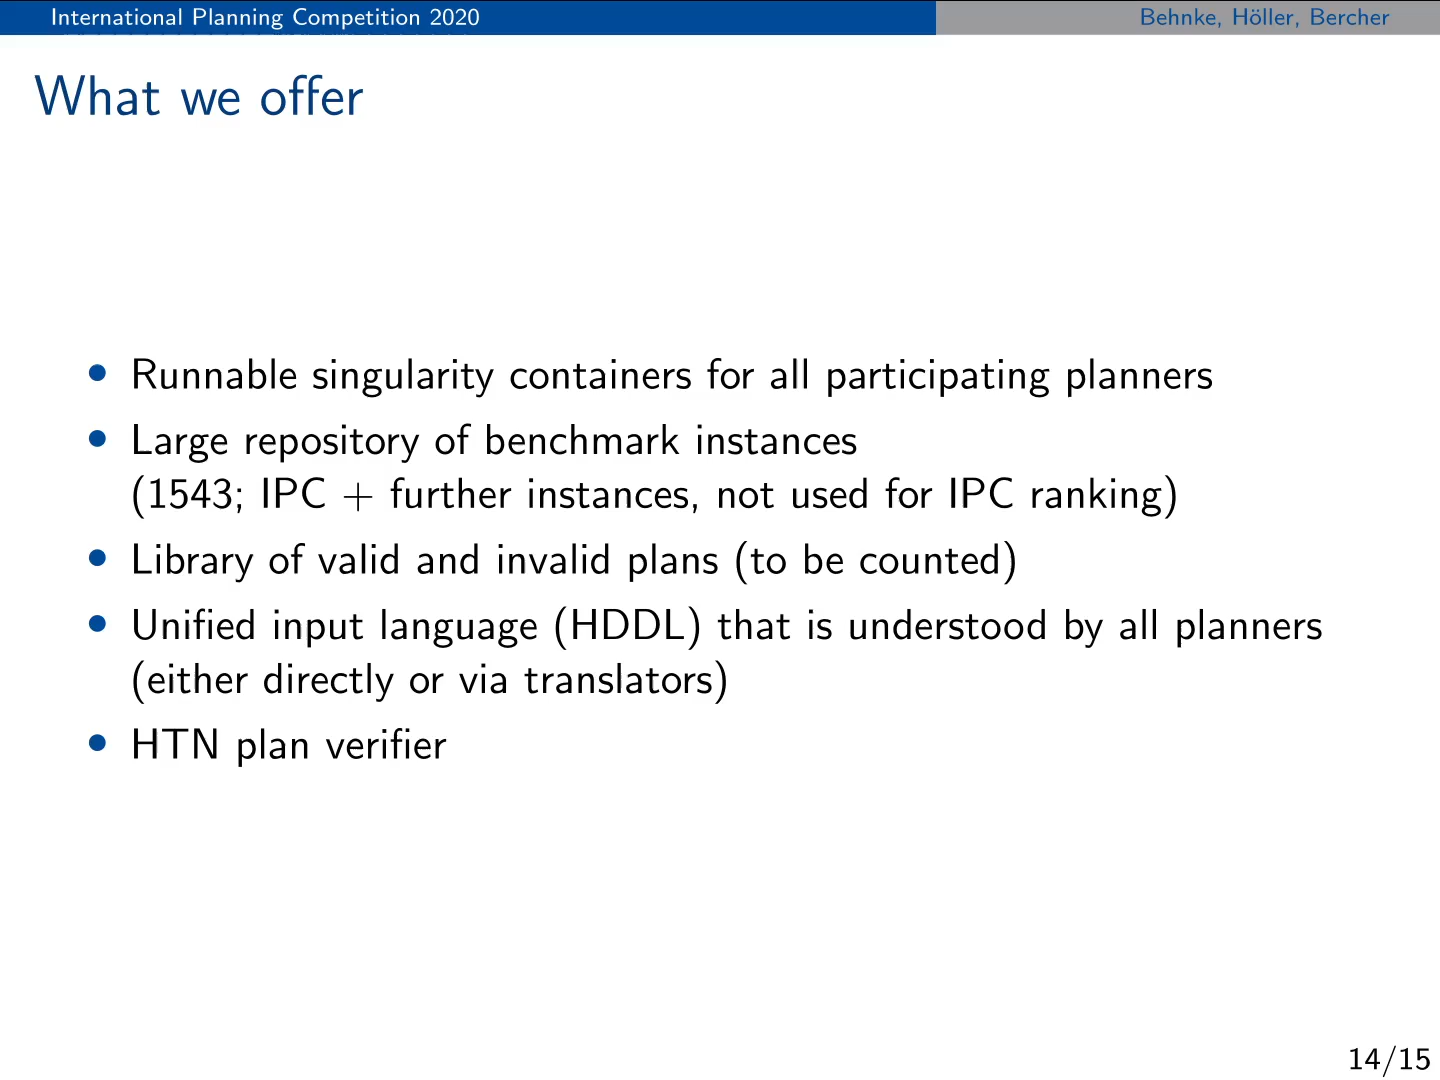 International Planning Competition 2020
Behnke, Höller, Bercher
What we offer
• Runnable singularity containers for all participating planners
• Large repository of benchmark instances
(1543; IPC + further instances, not used for IPC ranking)
• Library of valid and invalid plans (to be counted)
• Unified input language (HDDL) that is understood by all planners
(either directly or via translators)
• HTN plan verifier
14/15